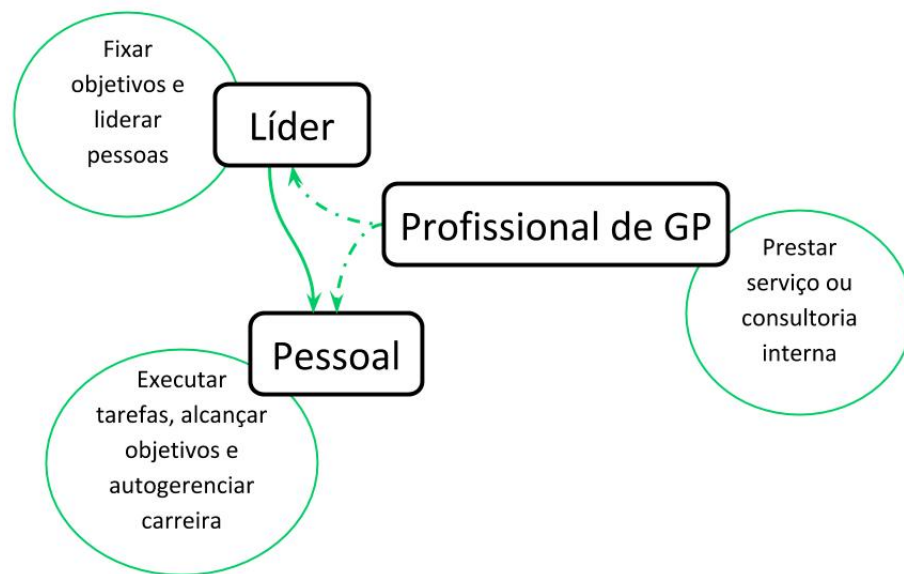 Fixar
objetivos e
liderar
pessoas
Líder
Profissional de GP
Prestar
serviço ou
consultoria
interna
Pessoal
Executar
tarefas, alcançar
objetivos e
autogerenciar
carreira